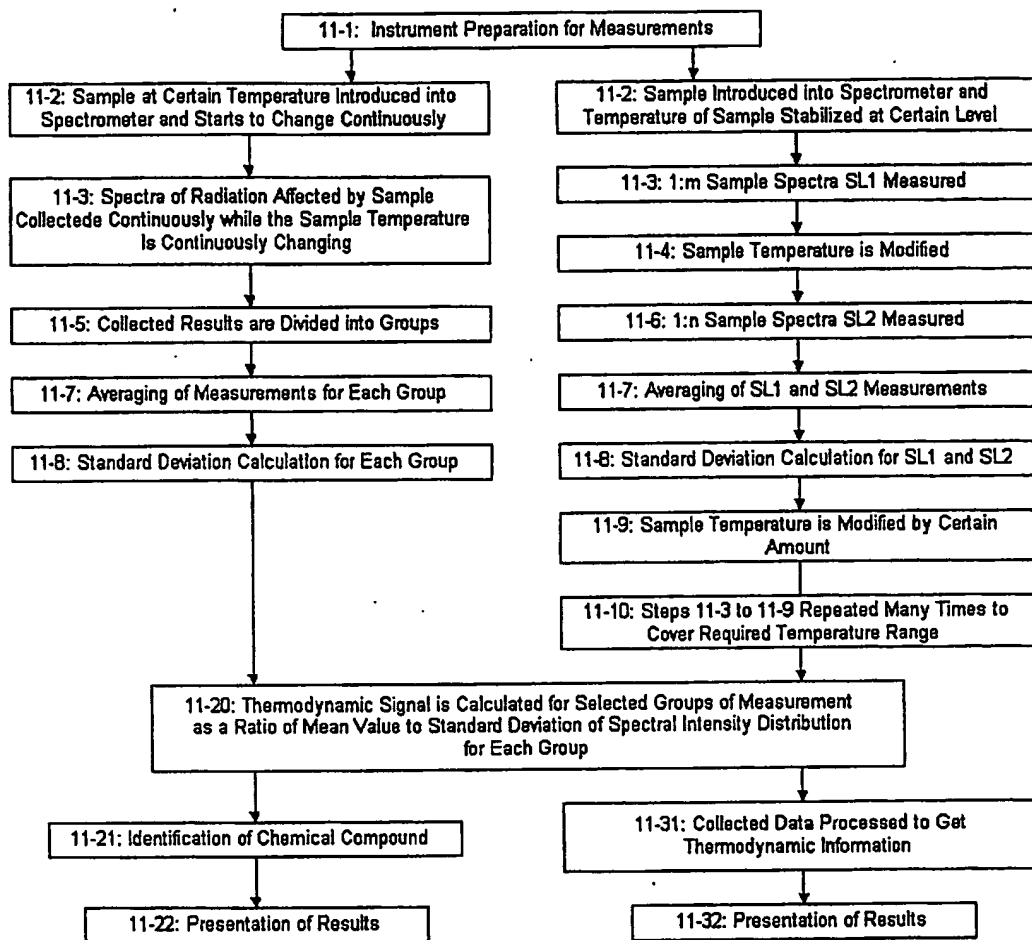 11-1: Instrument Preparation for Measurements
11-2: Sample at Certain Temperature Introduced into
Spectrometer and Starts to Change Continuously
11-3: Spectra of Radiation Affected by Sample
Collectede Continuously while the Sample Temperature
Is Continuously Changing
11-5: Collected Results are Divided into Groups
11-7: Averaging of Measurements for Each Group
11-8: Standard Deviation Calculation for Each Group
11-2: Sample Introduced into Spectrometer and
Temperature of Sample Stabilized at Certain Level
11-3: 1:m Sample Spectra SL1 Measured
11-4: Sample Temperature is Modified
11-6: 1:n Sample Spectra SL2 Measured
11-7: Averaging of SL1 and SL2 Measurements
11-8: Standard Deviation Calculation for SL1 and SL2
11-9: Sample Temperature is Modified by Certain
Amount
11-10: Steps 11-3 to 11-9 Repeated Many Times to
Cover Required Temperature Range
11-20: Thermodynamic Signal is Calculated for Selected Groups of Measurement
as a Ratio of Mean Value to Standard Deviation of Spectral Intensity Distribution
for Each Group
11-21: Identification of Chemical Compound
11-22: Presentation of Results
11-31: Collected Data Processed to Get
Thermodynamic Information
11-32: Presentation of Results